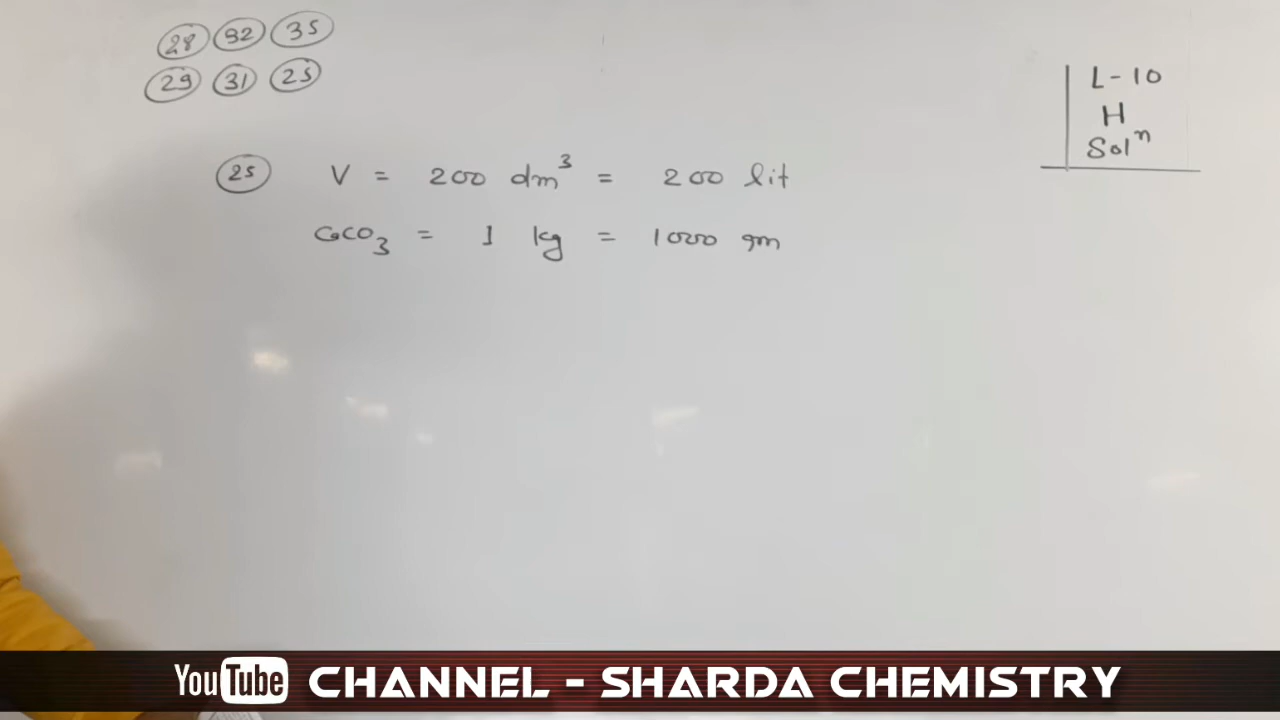 28 32 35
29 31 25
L-10
H
Solⁿ
25 V = 200 dm³ = 200 lit
CaCO₃ = 1 kg = 1000 gm
YouTube CHANNEL - SHARDA CHEMISTRY